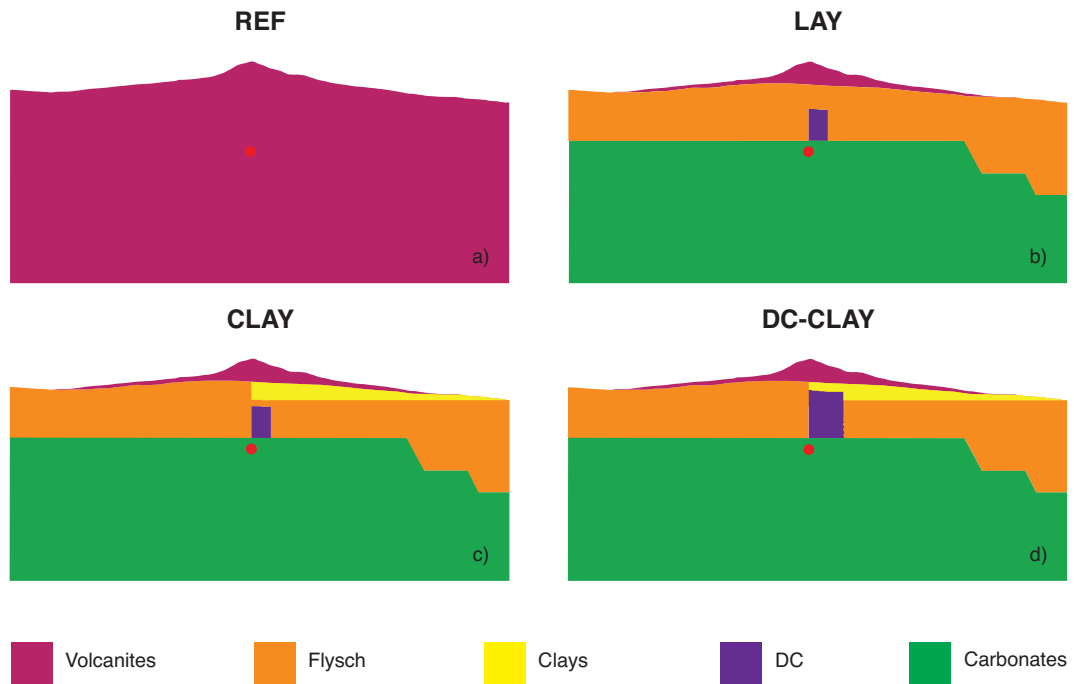 REF
LAY
a)
b)
CLAY
DC-CLAY
c)
d)
Volcanites
Flysch
Clays
DC
Carbonates